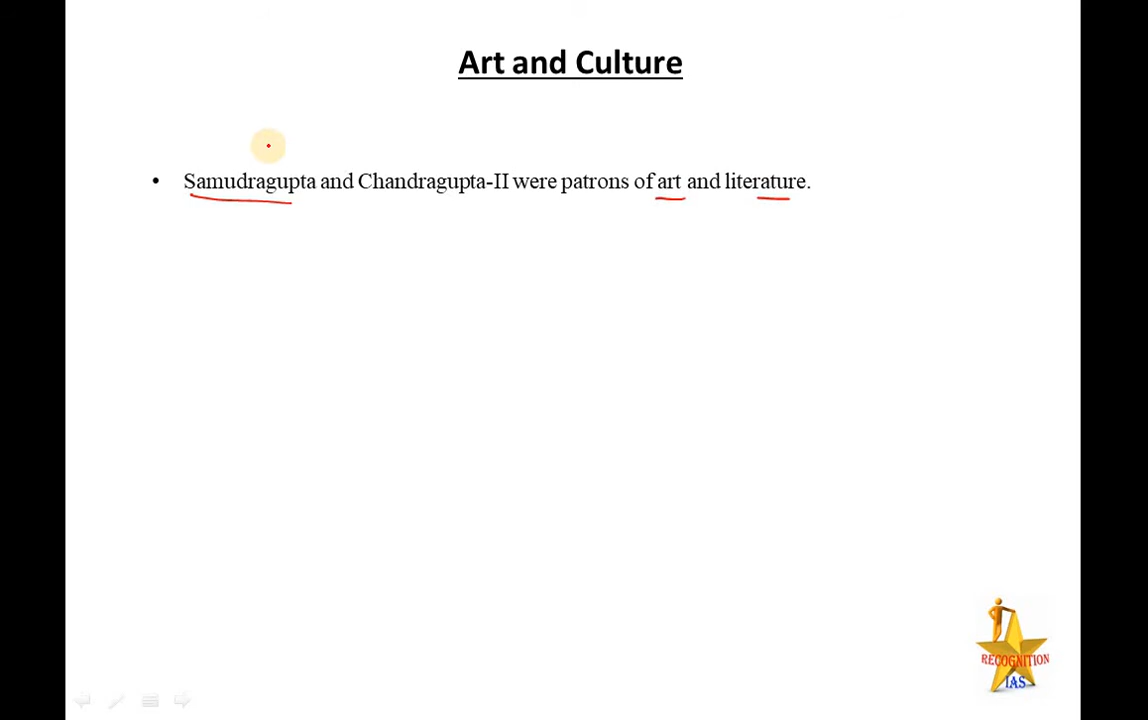 Art and Culture
• Samudragupta and Chandragupta-II were patrons of art and literature.
RECOGNITION
IAS